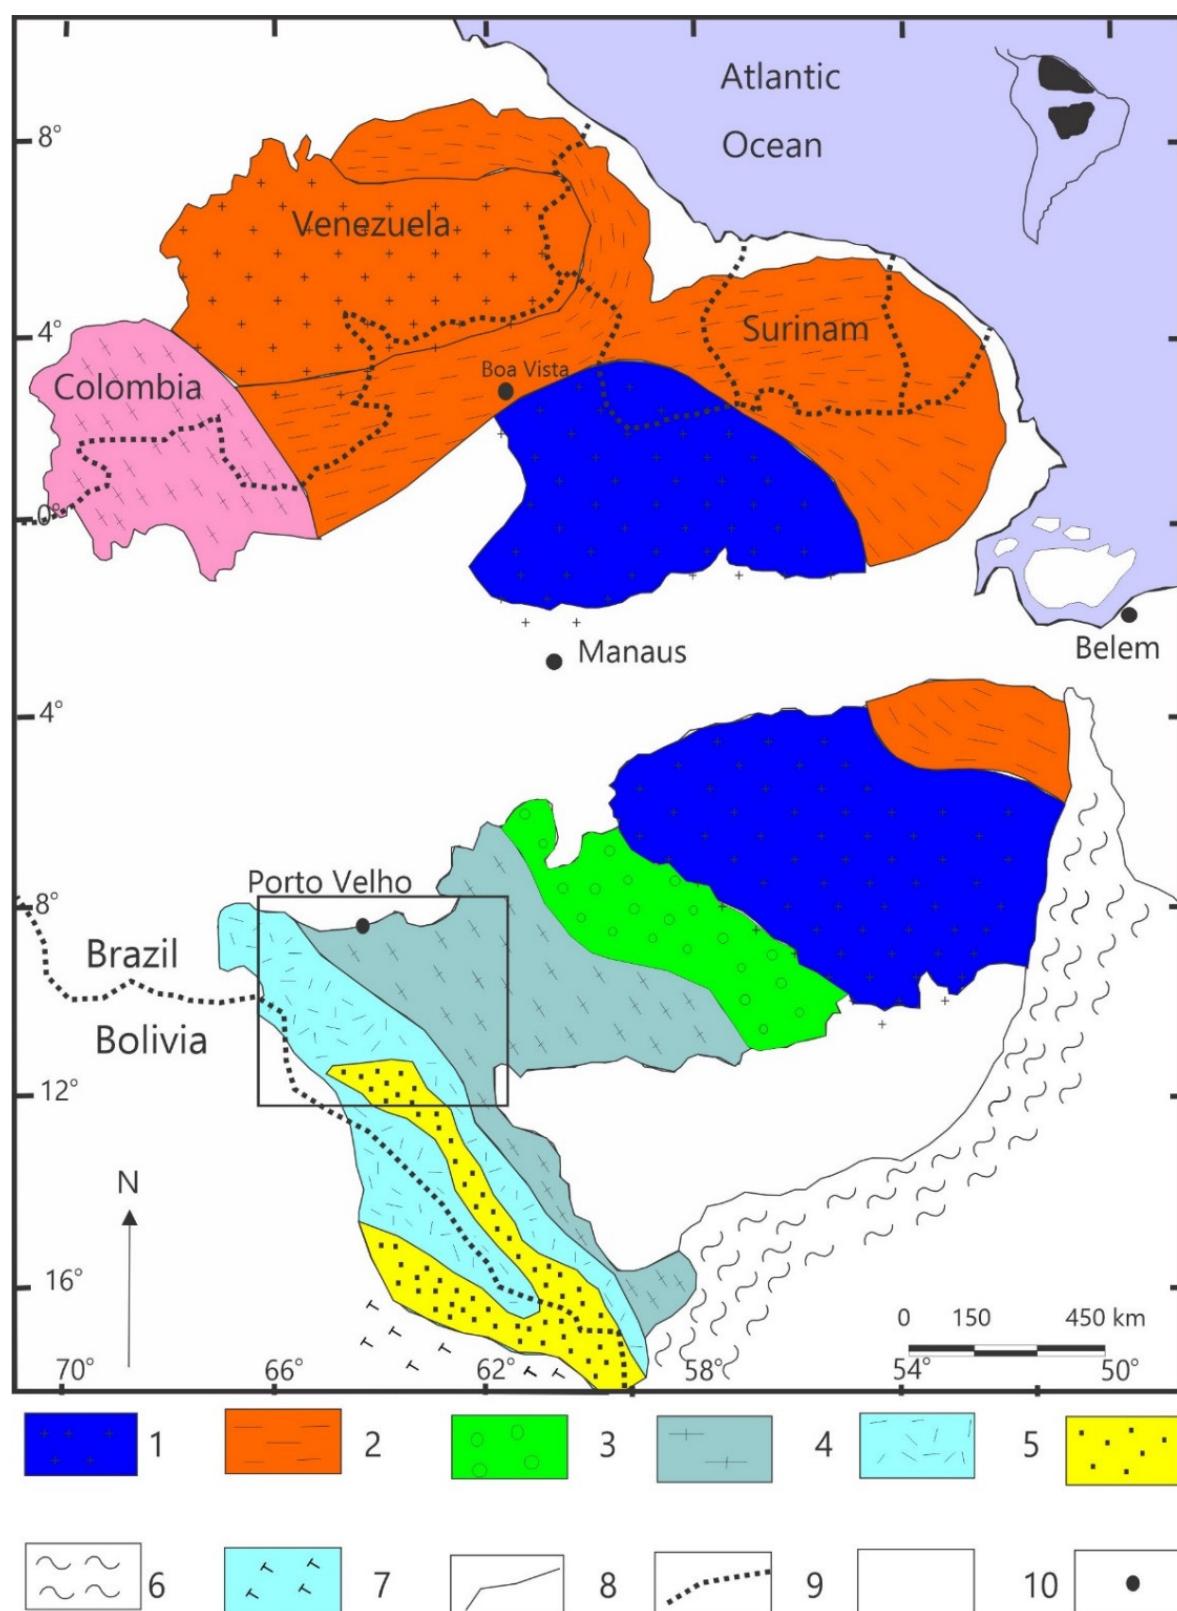 Atlantic
Ocean
8°
Venezuela
4°
Surinam
Boa Vista
Colombia
0°
Manaus
Belem
4°
Porto Velho
8°
Brazil
Bolivia
12°
N
16°
0 150 450 km
70° 66° 62° 58° 54° 50°
1 2 3 4 5
6 7 8 9 10